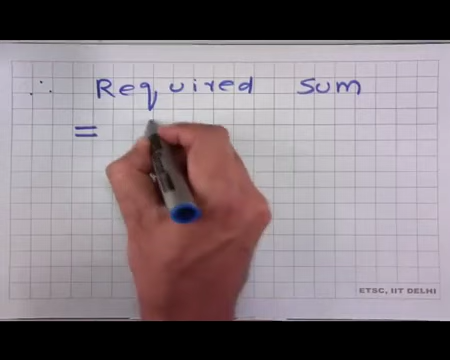 ∴ Required Sum
=
ETSC, IIT DELHI